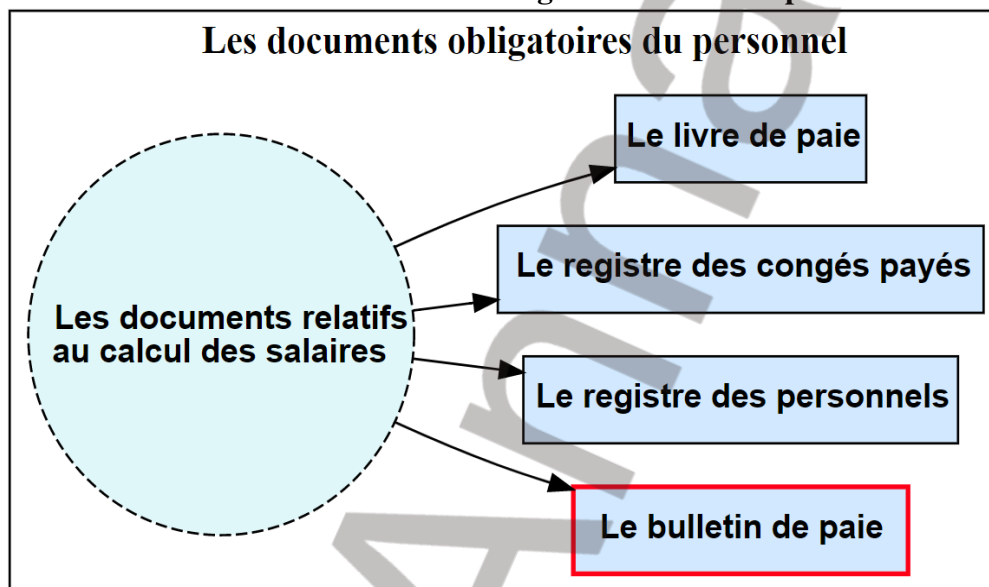 Les documents obligatoires du personnel
Le livre de paie
Le registre des congés payés
Les documents relatifs
au calcul des salaires
Le registre des personnels
Le bulletin de paie